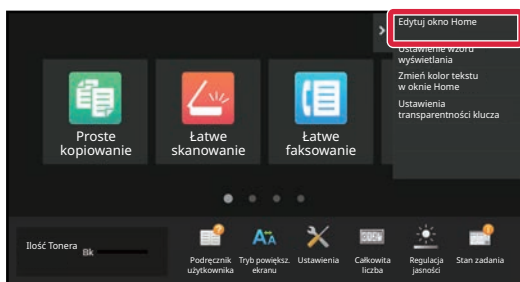 Edytuj okno Home
Ustawienie wzoru
wyświetlania
Zmień kolor tekstu
w oknie Home
Ustawienia
transparentności klucza
Proste
kopiowanie
Łatwe
skanowanie
Łatwe
faksowanie
Ilość Tonera
Bk
Podręcznik
użytkownika
Tryb powiększ.
ekranu
Ustawienia
Całkowita
liczba
Regulacja
jasności
Stan zadania